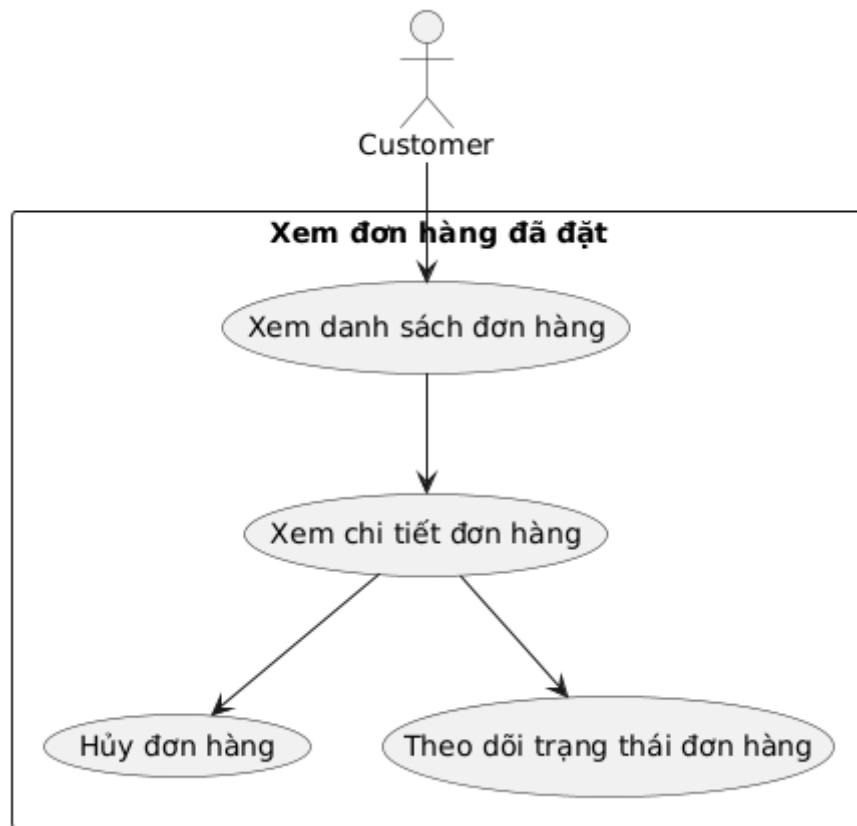 Customer
Xem đơn hàng đã đặt
Xem danh sách đơn hàng
Xem chi tiết đơn hàng
Hủy đơn hàng
Theo dõi trạng thái đơn hàng